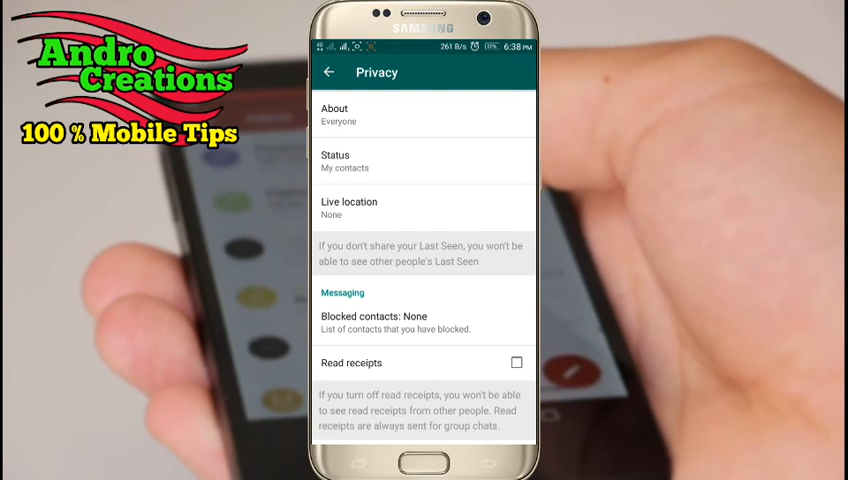 Andro
Creations
100 % Mobile Tips
SAMSUNG
261 B/s
6:38 PM
Privacy
About
Everyone
Status
My contacts
Live location
None
If you don't share your Last Seen, you won't be
able to see other people's Last Seen
Messaging
Blocked contacts: None
List of contacts that you have blocked.
Read receipts
If you turn off read receipts, you won't be able
to see read receipts from other people. Read
receipts are always sent for group chats.